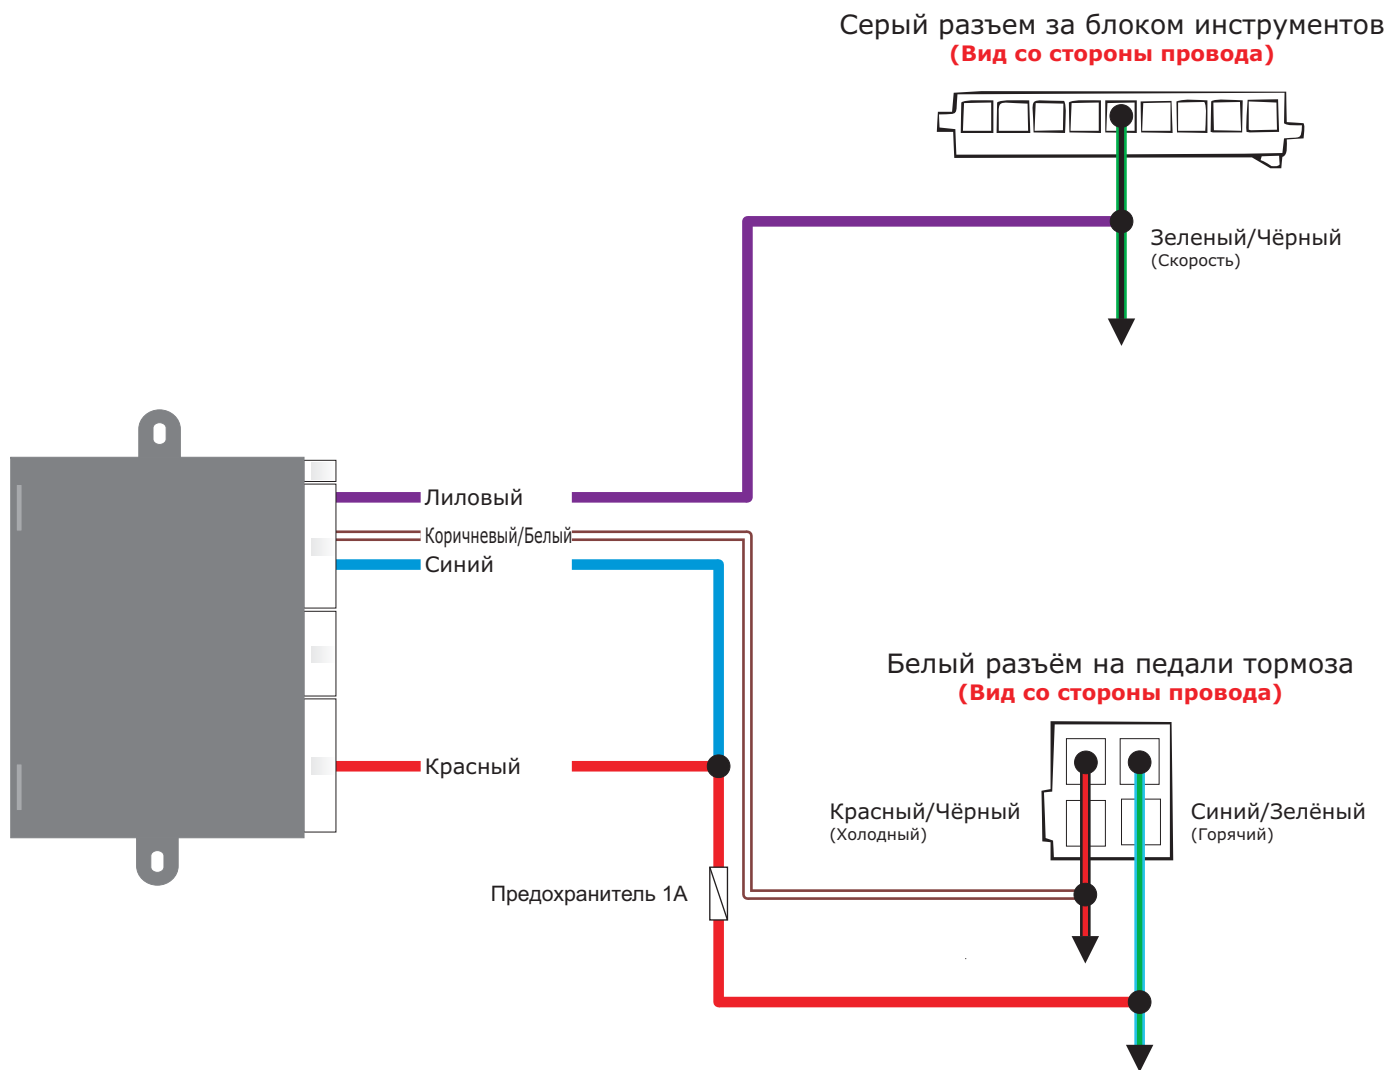 Серый разъем за блоком инструментов
(Вид со стороны провода)
Зеленый/Чёрный
(Скорость)
Лиловый
Коричневый/Белый
Синий
Белый разъём на педали тормоза
(Вид со стороны провода)
Красный
Красный/Чёрный
(Холодный)
Синий/Зелёный
(Горячий)
Предохранитель 1А